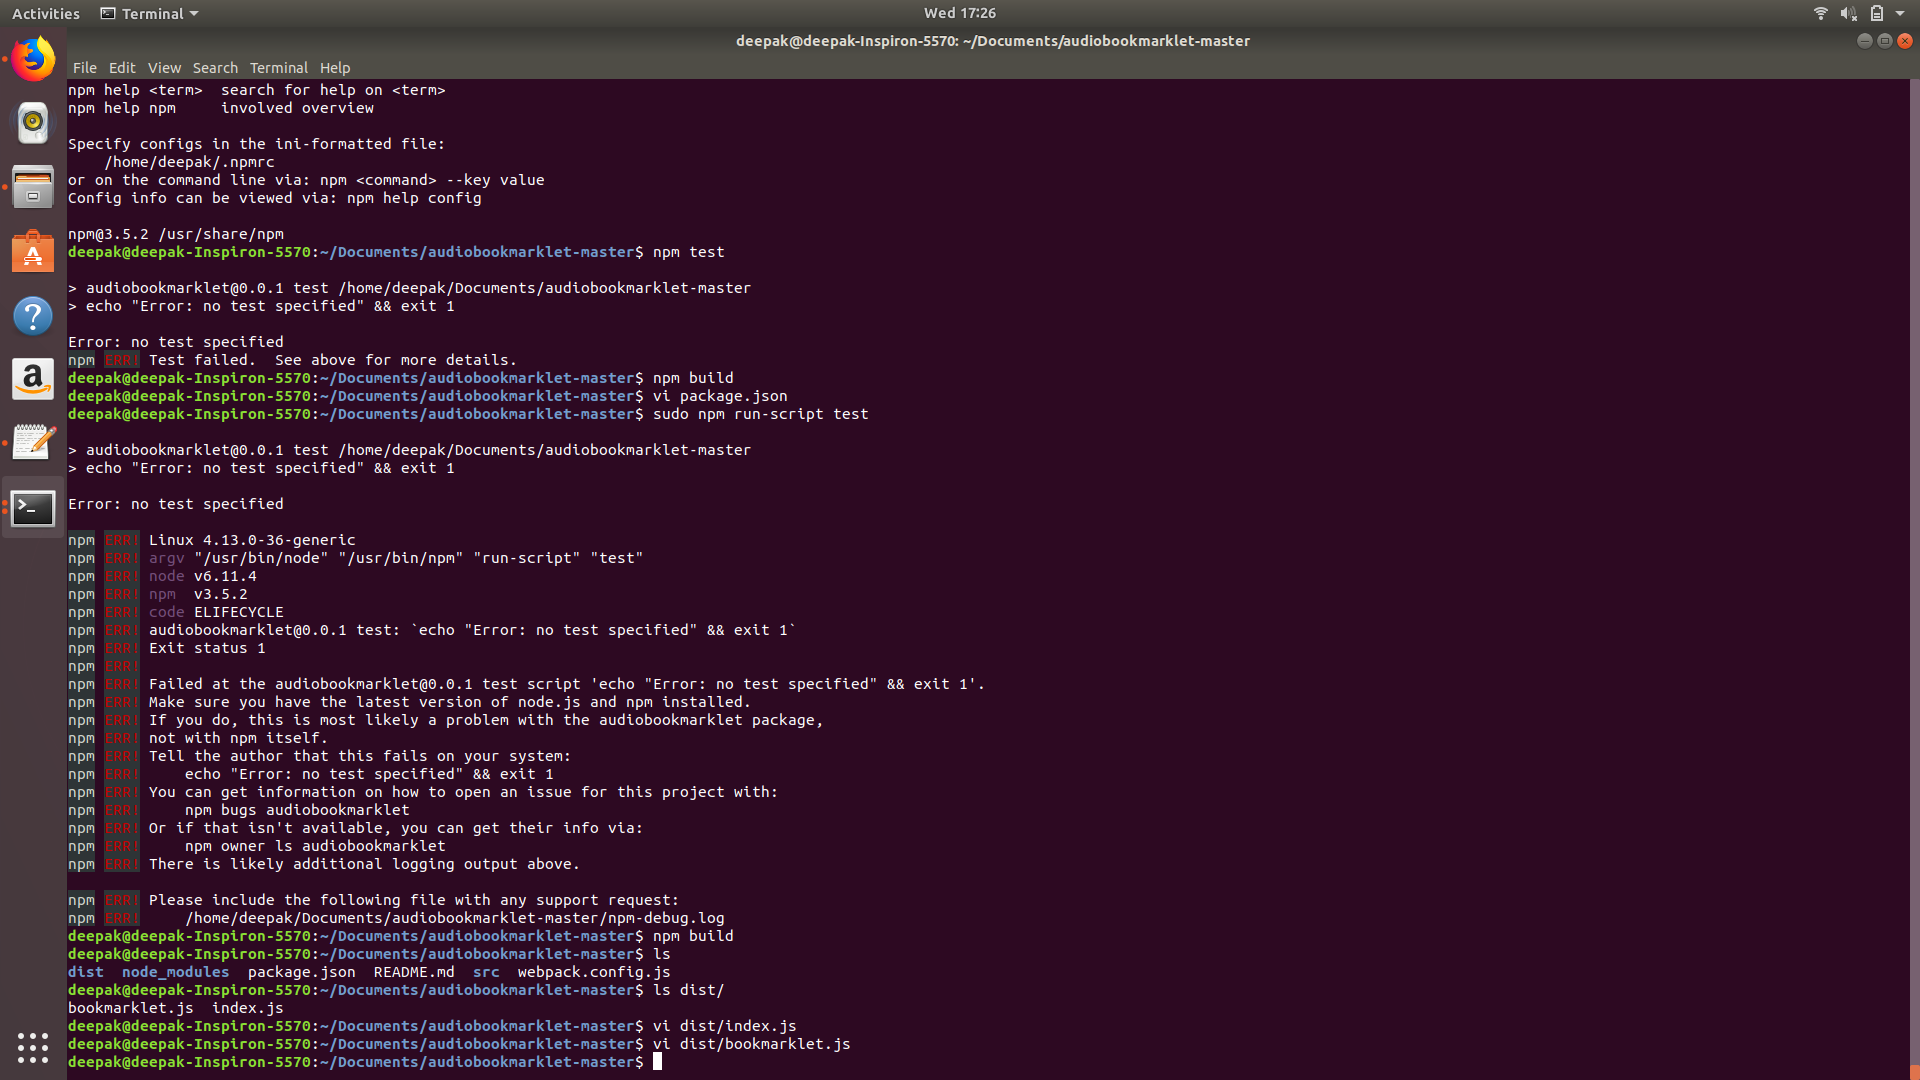 Activities
Terminal
Wed 17:26
deepak@deepak-Inspiron-5570: ~/Documents/audiobookmarklet-master
File Edit View Search Terminal Help
npm help <term>  search for help on <term>
npm help npm     involved overview
Specify configs in the ini-formatted file:
    /home/deepak/.npmrc
or on the command line via: npm <command> --key value
Config info can be viewed via: npm help config
npm@3.5.2 /usr/share/npm
deepak@deepak-Inspiron-5570:~/Documents/audiobookmarklet-master$ npm test
> audiobookmarklet@0.0.1 test /home/deepak/Documents/audiobookmarklet-master
> echo "Error: no test specified" && exit 1
Error: no test specified
npm ERR! Test failed.  See above for more details.
deepak@deepak-Inspiron-5570:~/Documents/audiobookmarklet-master$ npm build
deepak@deepak-Inspiron-5570:~/Documents/audiobookmarklet-master$ vi package.json
deepak@deepak-Inspiron-5570:~/Documents/audiobookmarklet-master$ sudo npm run-script test
> audiobookmarklet@0.0.1 test /home/deepak/Documents/audiobookmarklet-master
> echo "Error: no test specified" && exit 1
Error: no test specified
npm ERR! Linux 4.13.0-36-generic
npm ERR! argv "/usr/bin/node" "/usr/bin/npm" "run-script" "test"
npm ERR! node v6.11.4
npm ERR! npm  v3.5.2
npm ERR! code ELIFECYCLE
npm ERR! audiobookmarklet@0.0.1 test: `echo "Error: no test specified" && exit 1`
npm ERR! Exit status 1
npm ERR!
npm ERR! Failed at the audiobookmarklet@0.0.1 test script 'echo "Error: no test specified" && exit 1'.
npm ERR! Make sure you have the latest version of node.js and npm installed.
npm ERR! If you do, this is most likely a problem with the audiobookmarklet package,
npm ERR! not with npm itself.
npm ERR! Tell the author that this fails on your system:
npm ERR!     echo "Error: no test specified" && exit 1
npm ERR! You can get information on how to open an issue for this project with:
npm ERR!     npm bugs audiobookmarklet
npm ERR! Or if that isn't available, you can get their info via:
npm ERR!     npm owner ls audiobookmarklet
npm ERR! There is likely additional logging output above.
npm ERR! Please include the following file with any support request:
npm ERR!     /home/deepak/Documents/audiobookmarklet-master/npm-debug.log
deepak@deepak-Inspiron-5570:~/Documents/audiobookmarklet-master$ npm build
deepak@deepak-Inspiron-5570:~/Documents/audiobookmarklet-master$ ls
dist  node_modules  package.json  README.md  src  webpack.config.js
deepak@deepak-Inspiron-5570:~/Documents/audiobookmarklet-master$ ls dist/
bookmarklet.js  index.js
deepak@deepak-Inspiron-5570:~/Documents/audiobookmarklet-master$ vi dist/index.js
deepak@deepak-Inspiron-5570:~/Documents/audiobookmarklet-master$ vi dist/bookmarklet.js
deepak@deepak-Inspiron-5570:~/Documents/audiobookmarklet-master$